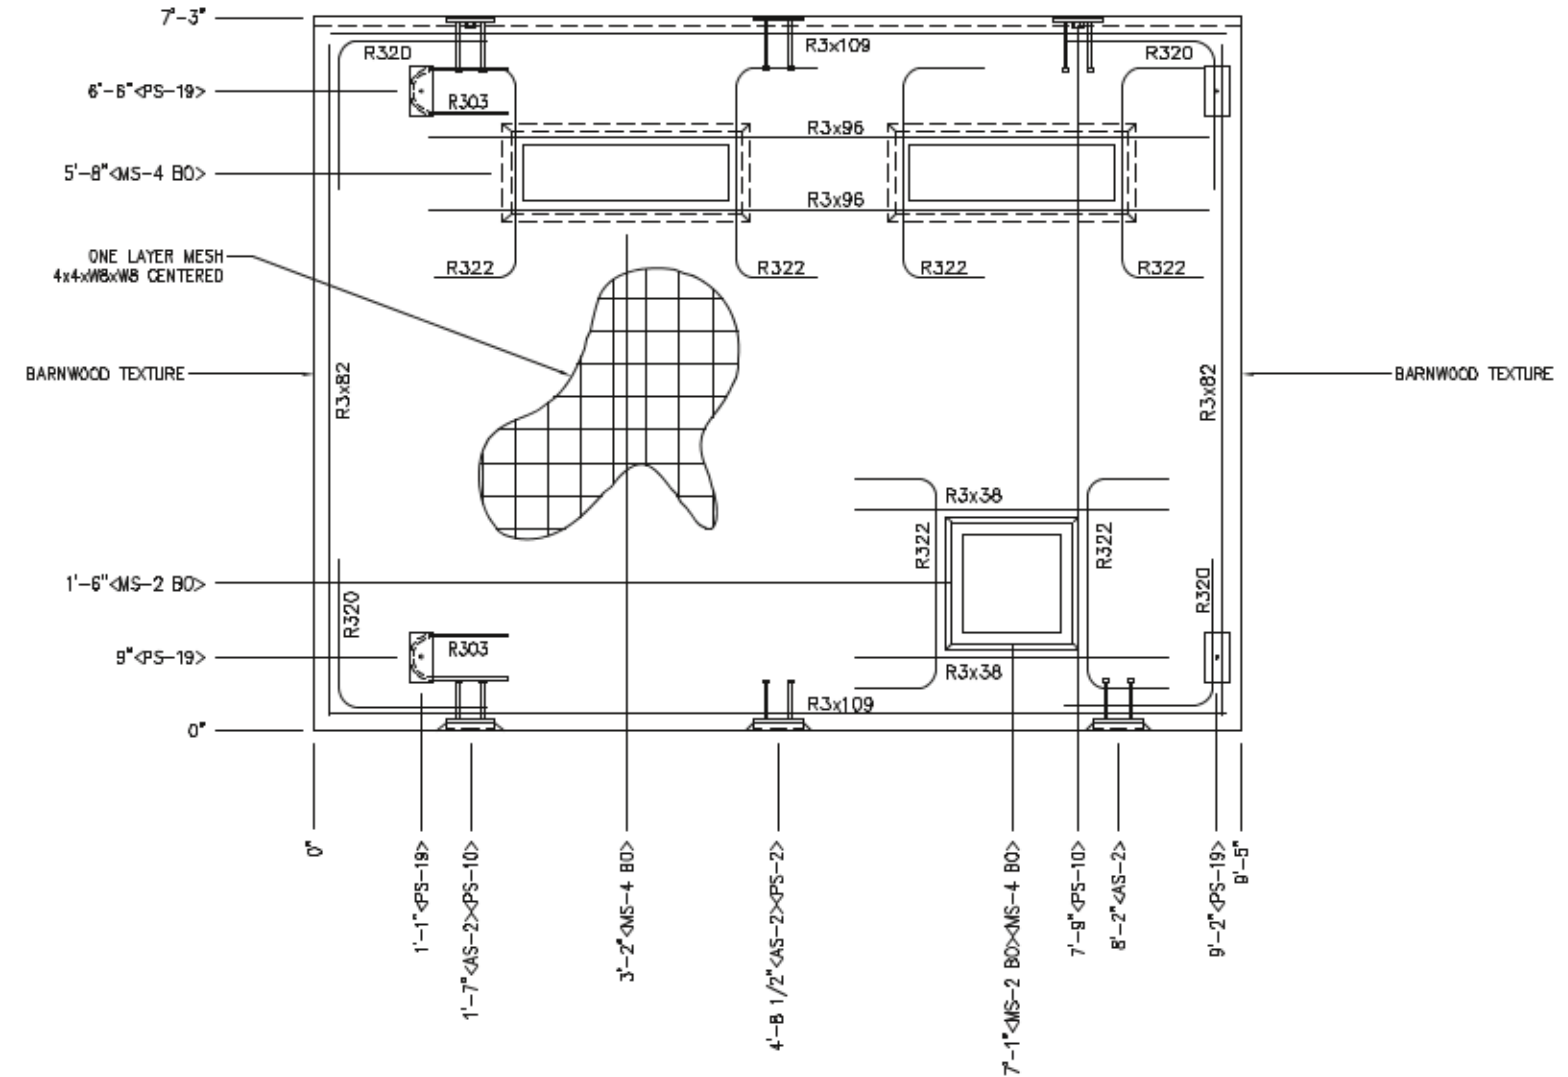 7'-3"
R320
R3x109
R320
6'-6"<PS-19>
R303
R3x96
5'-8"<MS-4 BO>
R3x96
ONE LAYER MESH
4x4xW8xW8 CENTERED
R322
R322
R322
R322
BARNWOOD TEXTURE
R3x82
R3x82
BARNWOOD TEXTURE
R3x38
R322
R322
1'-6"<MS-2 BO>
R320
R320
9"<PS-19>
R303
R3x38
R3x109
0"
0"
1'-1"<PS-19>
1'-7"<AS-2><PS-10>
3'-2"<MS-4 BO>
4'-8 1/2"<AS-2><PS-2>
7'-1"<MS-2 BO><MS-4 BO>
7'-9"<PS-10>
8'-2"<AS-2>
9'-2"<PS-19>
9'-5"